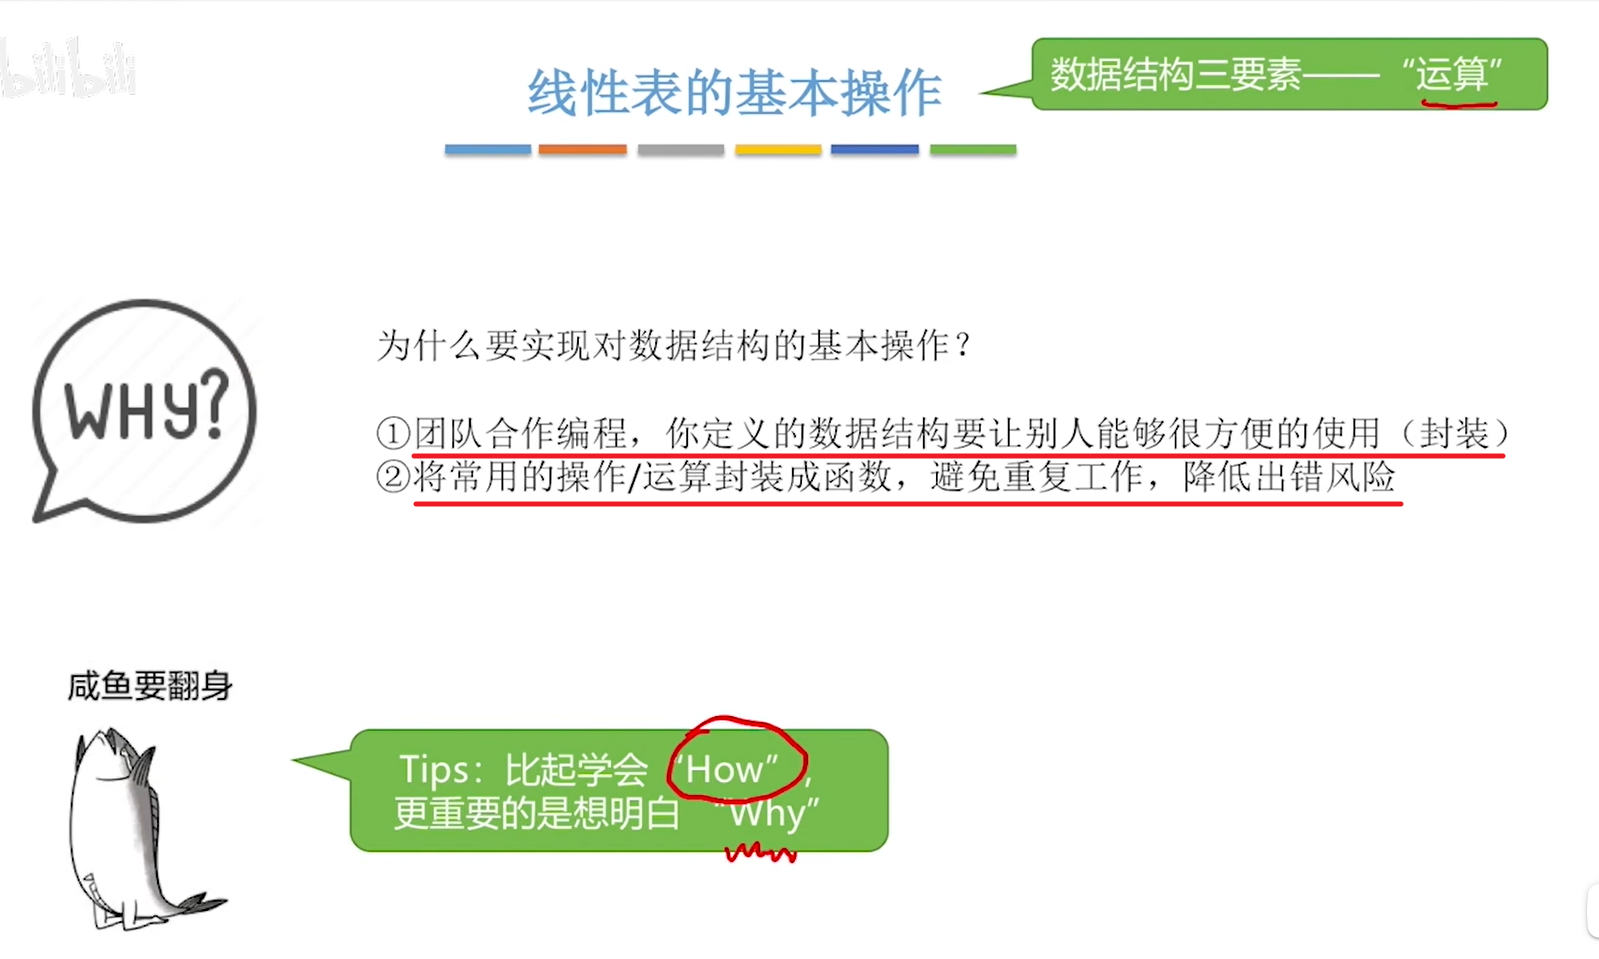 bilibili
线性表的基本操作
数据结构三要素——“运算”
WHY?
为什么要实现对数据结构的基本操作？
①团队合作编程，你定义的数据结构要让别人能够很方便的使用（封装）
②将常用的操作/运算封装成函数，避免重复工作，降低出错风险
咸鱼要翻身
Tips：比起学会“How”，
更重要的是想明白“Why”